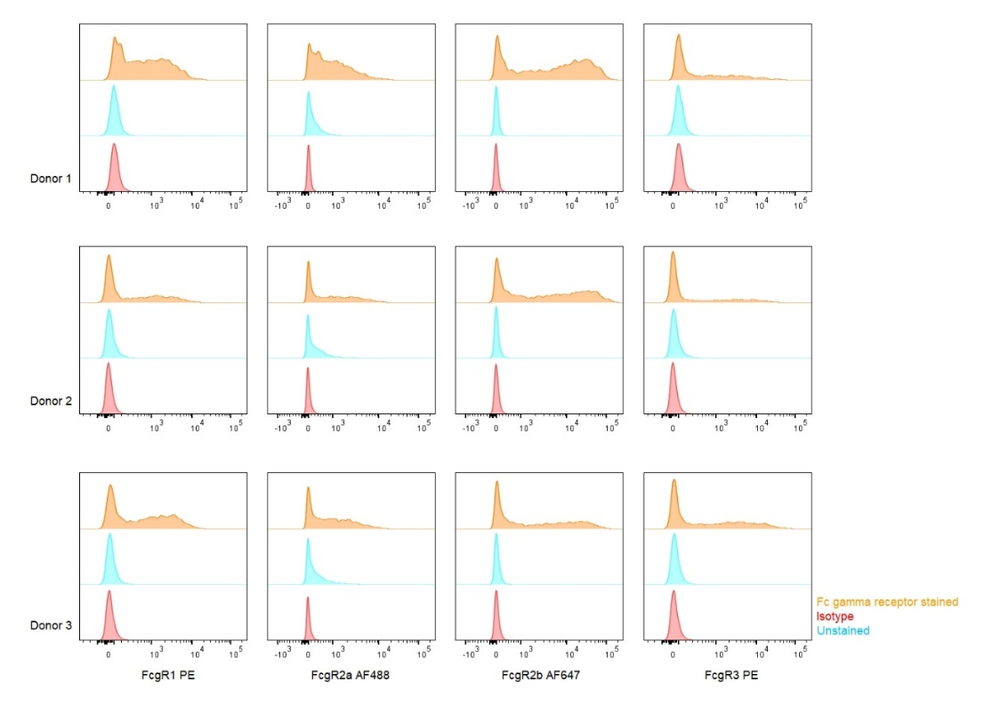 Donor 1
0 10^3 10^4 10^5
-10^3 0 10^3 10^4 10^5
-10^3 0 10^3 10^4 10^5
0 10^3 10^4 10^5
Donor 2
0 10^3 10^4 10^5
-10^3 0 10^3 10^4 10^5
-10^3 0 10^3 10^4 10^5
0 10^3 10^4 10^5
Donor 3
0 10^3 10^4 10^5
-10^3 0 10^3 10^4 10^5
-10^3 0 10^3 10^4 10^5
0 10^3 10^4 10^5
FcgR1 PE
FcgR2a AF488
FcgR2b AF647
FcgR3 PE
Fc gamma receptor stained
Isotype
Unstained